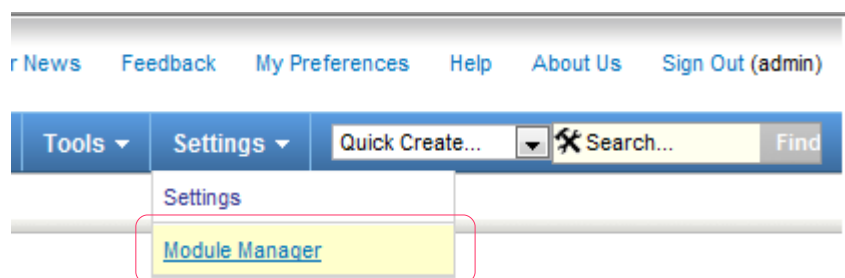 r News Feedback My Preferences Help About Us Sign Out (admin)
Tools Settings Quick Create... Search... Find
Settings
Module Manager